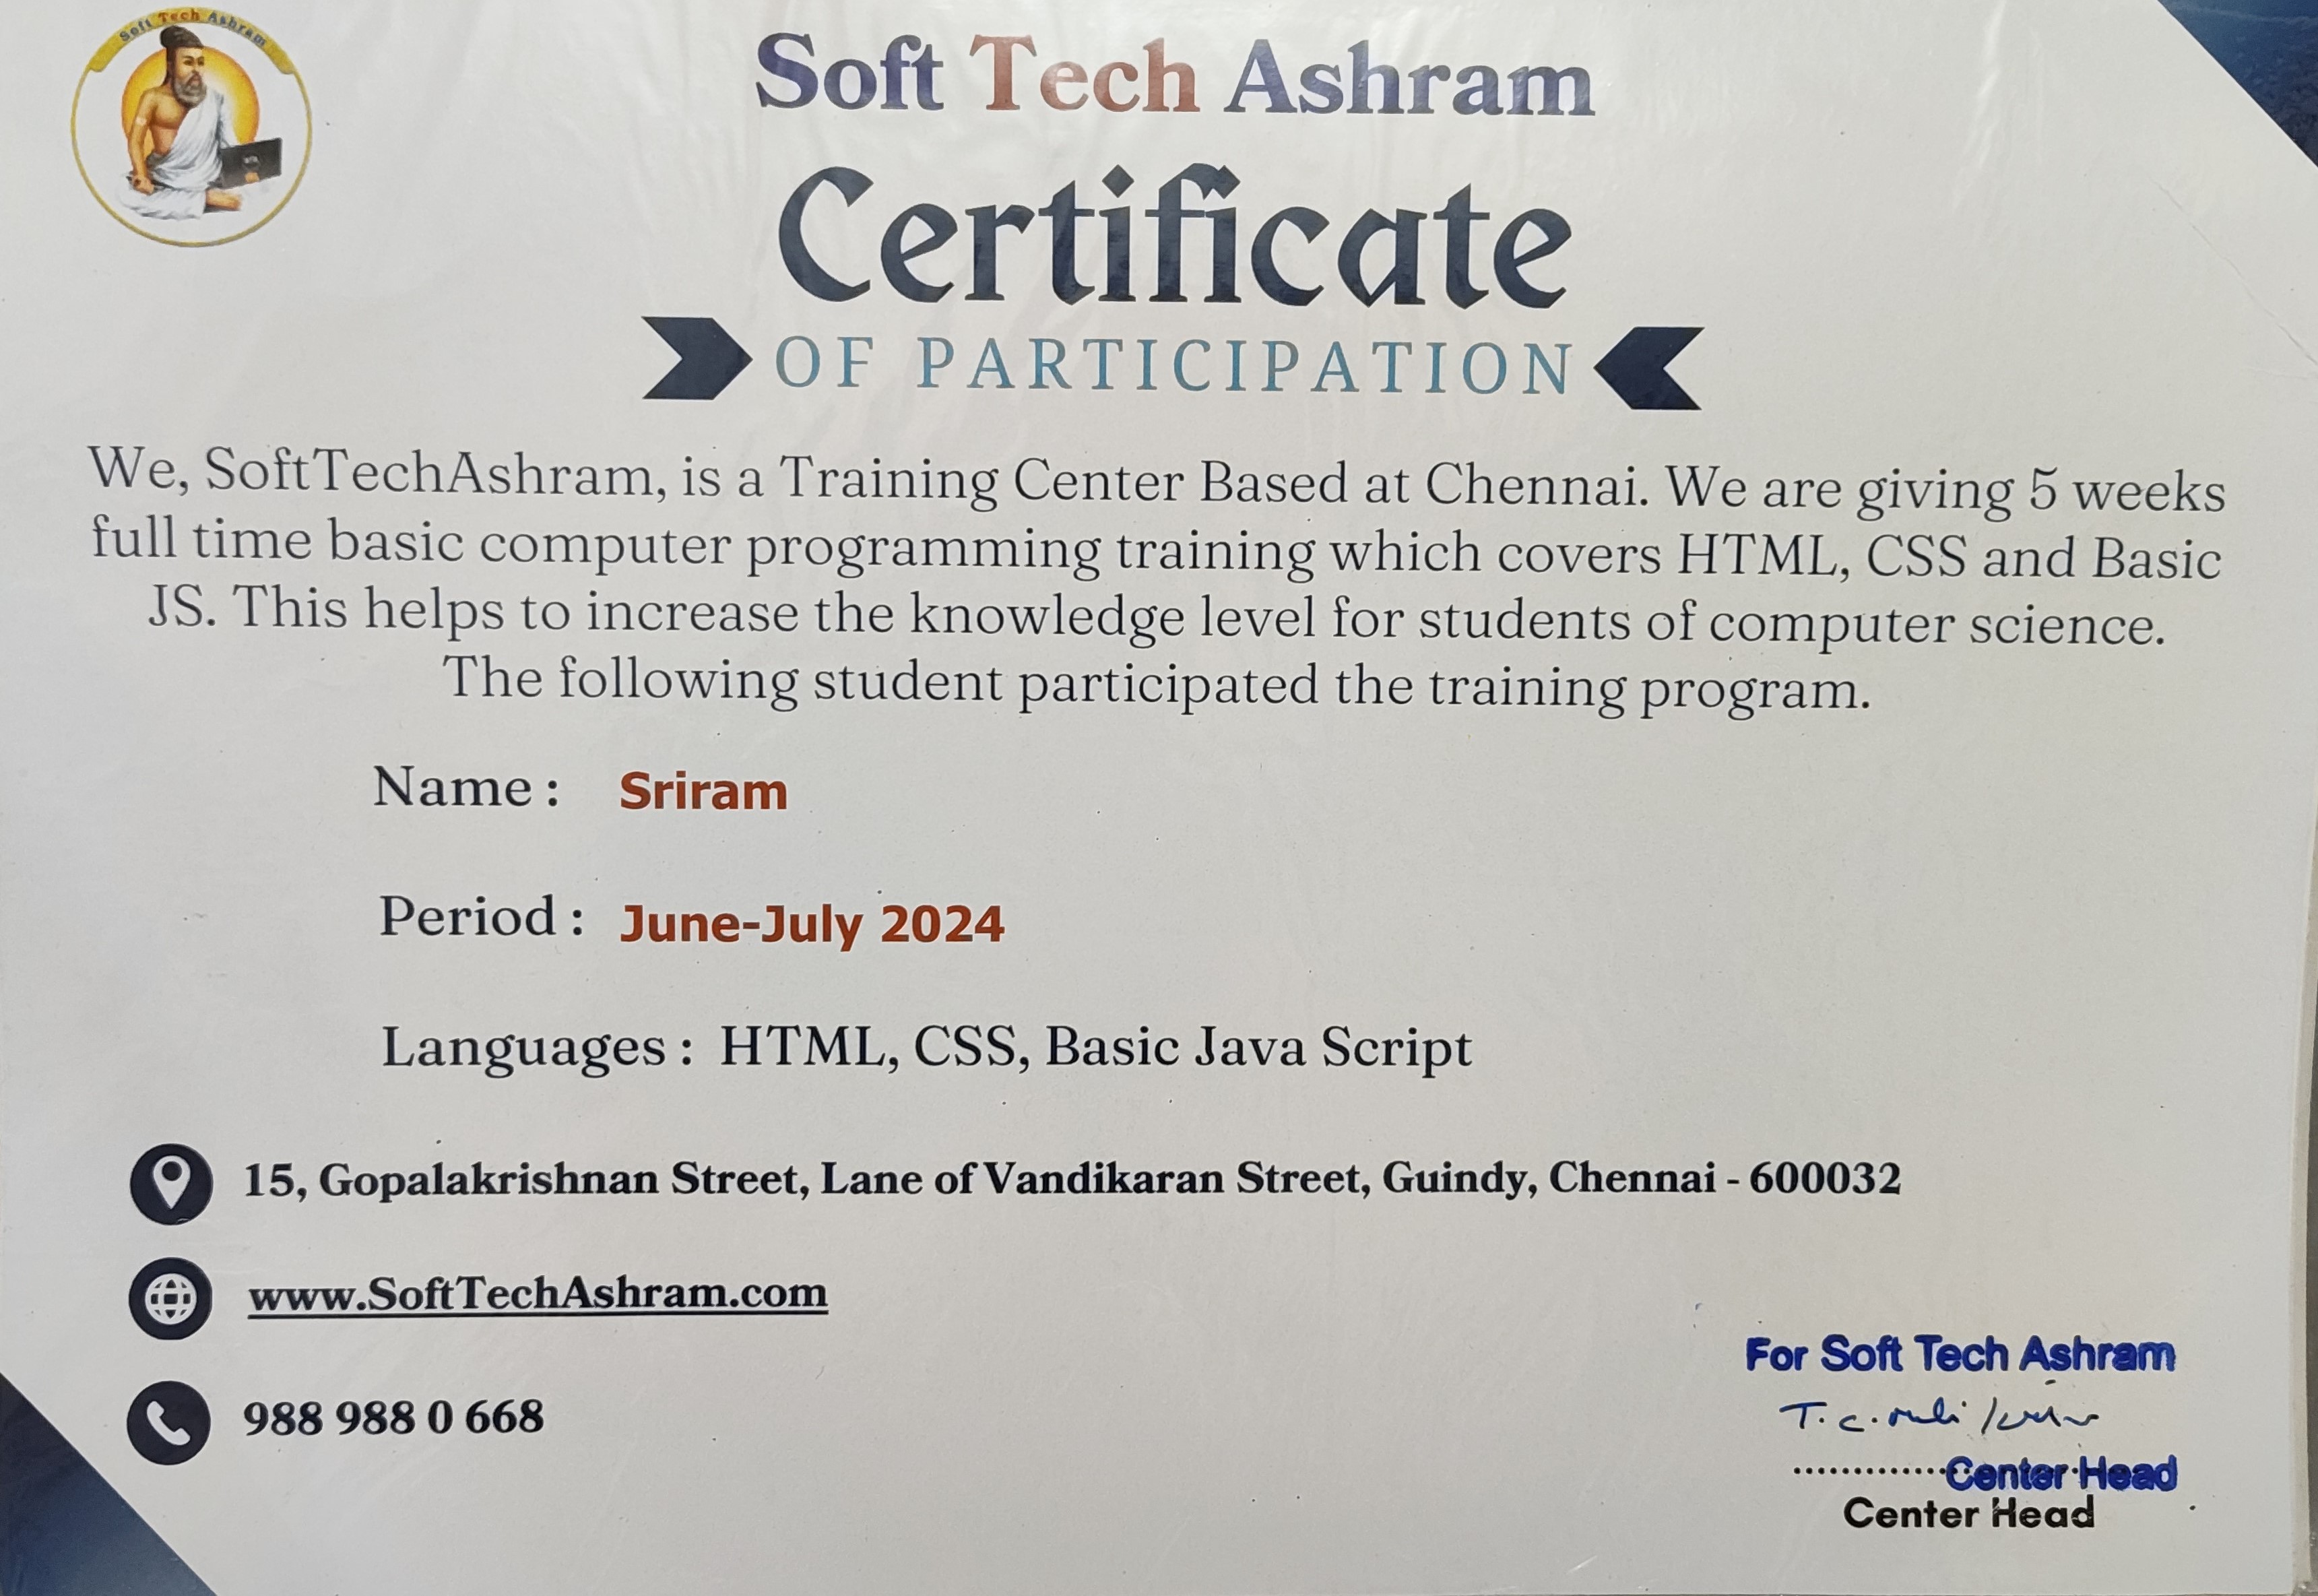 Soft Tech Ashram
Soft Tech Ashram
Certificate
OF PARTICIPATION
We, SoftTechAshram, is a Training Center Based at Chennai. We are giving 5 weeks
full time basic computer programming training which covers HTML, CSS and Basic
JS. This helps to increase the knowledge level for students of computer science.
The following student participated the training program.
Name : Sriram
Period : June-July 2024
Languages : HTML, CSS, Basic Java Script
15, Gopalakrishnan Street, Lane of Vandikaran Street, Guindy, Chennai - 600032
www.SoftTechAshram.com
988 988 0 668
For Soft Tech Ashram
T. C.
Center Head
Center Head